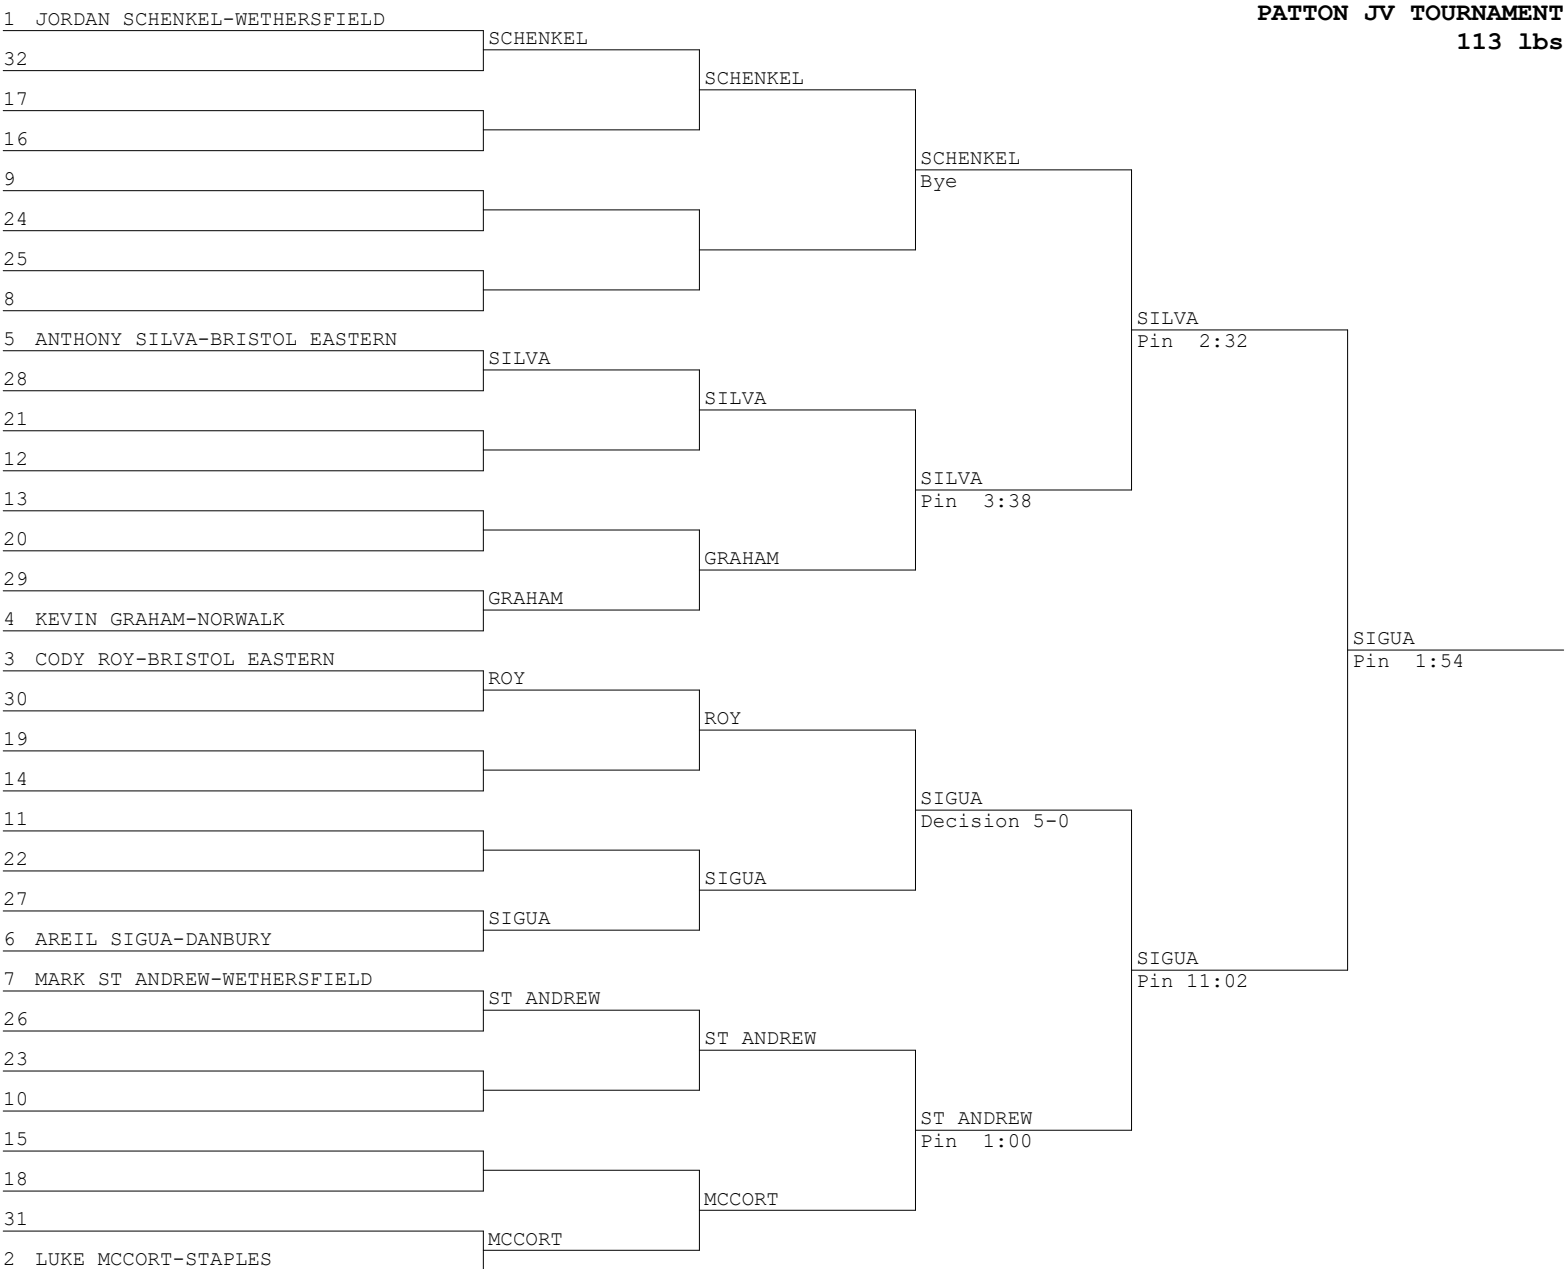 PATTON JV TOURNAMENT
113 lbs
1 JORDAN SCHENKEL-WETHERSFIELD
SCHENKEL
32
SCHENKEL
17
16
SCHENKEL
9
Bye
24
25
8
SILVA
5 ANTHONY SILVA-BRISTOL EASTERN
Pin 2:32
SILVA
28
SILVA
21
12
SILVA
13
Pin 3:38
20
GRAHAM
29
GRAHAM
4 KEVIN GRAHAM-NORWALK
SIGUA
3 CODY ROY-BRISTOL EASTERN
Pin 1:54
ROY
30
ROY
19
14
SIGUA
11
Decision 5-0
22
SIGUA
27
SIGUA
6 AREIL SIGUA-DANBURY
SIGUA
7 MARK ST ANDREW-WETHERSFIELD
Pin 11:02
ST ANDREW
26
ST ANDREW
23
10
ST ANDREW
15
Pin 1:00
18
MCCORT
31
MCCORT
2 LUKE MCCORT-STAPLES